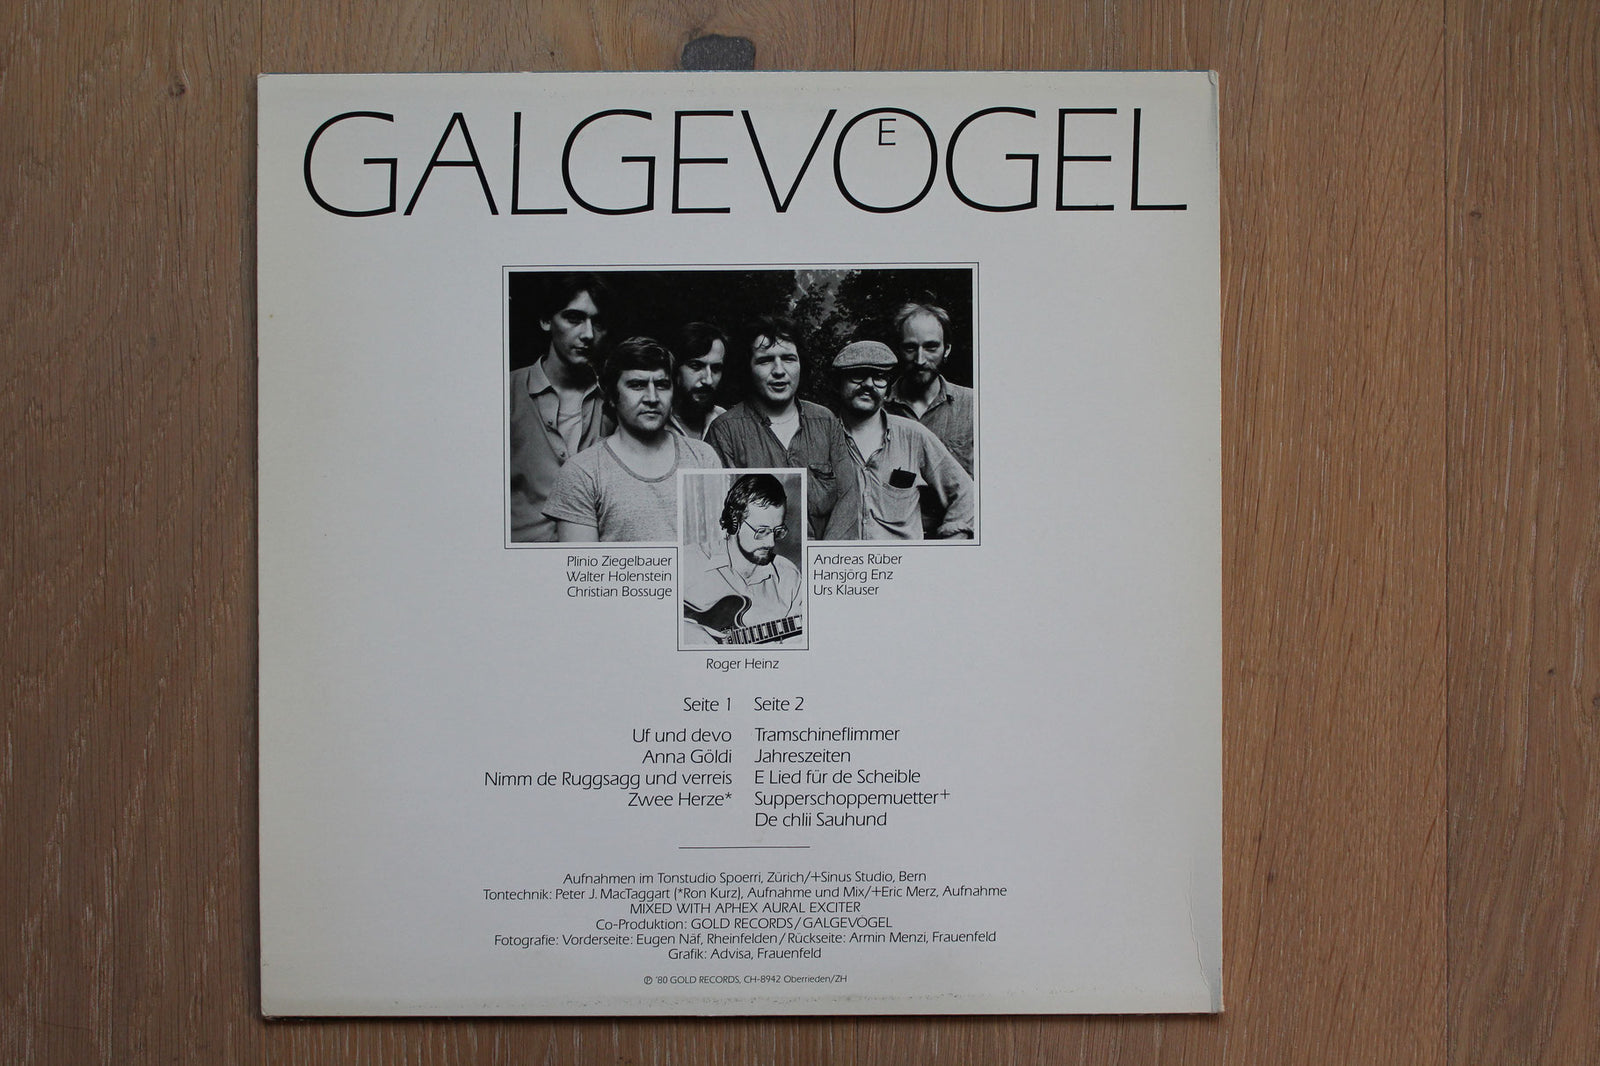 GALGEVOEGEL
Plinio Ziegelbauer
Walter Holenstein
Christian Bossuge
Andreas Rüber
Hansjörg Enz
Urs Klauser
Roger Heinz
Seite 1
Uf und devo
Anna Göldi
Nimm de Ruggsagg und verreis
Zwee Herze*
Seite 2
Tramschineflimmer
Jahreszeiten
E Lied für de Scheible
Supperschoppemuetter+
De chlii Sauhund
Aufnahmen im Tonstudio Spoerri, Zürich/+Sinus Studio, Bern
Tontechnik: Peter J. MacTaggart (*Ron Kurz), Aufnahme und Mix/+Eric Merz, Aufnahme
MIXED WITH APHEX AURAL EXCITER
Co-Produktion: GOLD RECORDS/GALGEVÖGEL
Fotografie: Vorderseite: Eugen Näf, Rheinfelden/Rückseite: Armin Menzi, Frauenfeld
Grafik: Advisa, Frauenfeld
℗ '80 GOLD RECORDS, CH-8942 Oberrieden/ZH